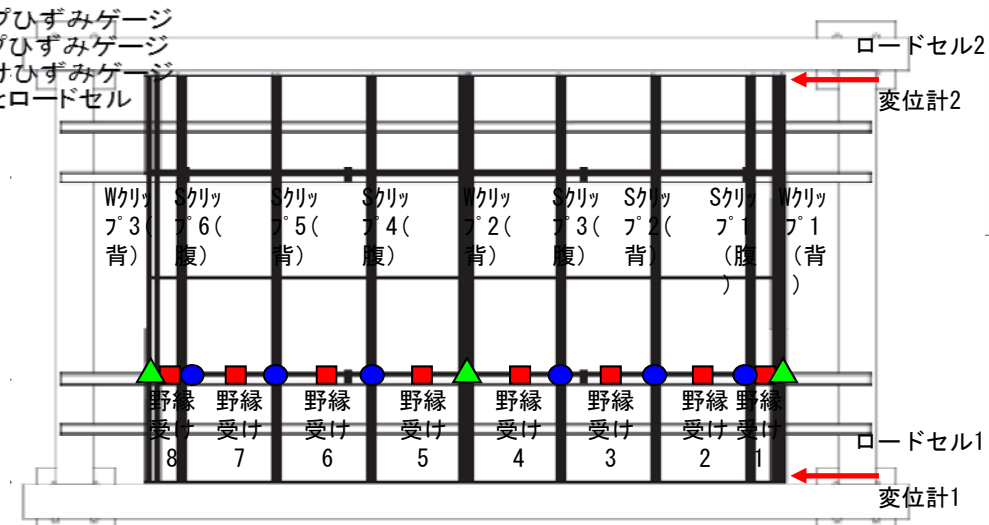 プひずみゲージ
プひずみゲージ
けひずみゲージ
とロードセル
ロードセル2
変位計2
Wクリッ
プ3(
背)
Sクリッ
プ6(
腹)
Sクリッ
プ5(
背)
Sクリッ
プ4(
腹)
Wクリッ
プ2(
背)
Sクリッ
プ3(
腹)
Sクリッ
プ2(
背)
Sクリッ
プ1
(腹
)
Wクリッ
プ1
(背
)
野縁
受け
8
野縁
受け
7
野縁
受け
6
野縁
受け
5
野縁
受け
4
野縁
受け
3
野縁
受け
2
野縁
受け
1
ロードセル1
変位計1